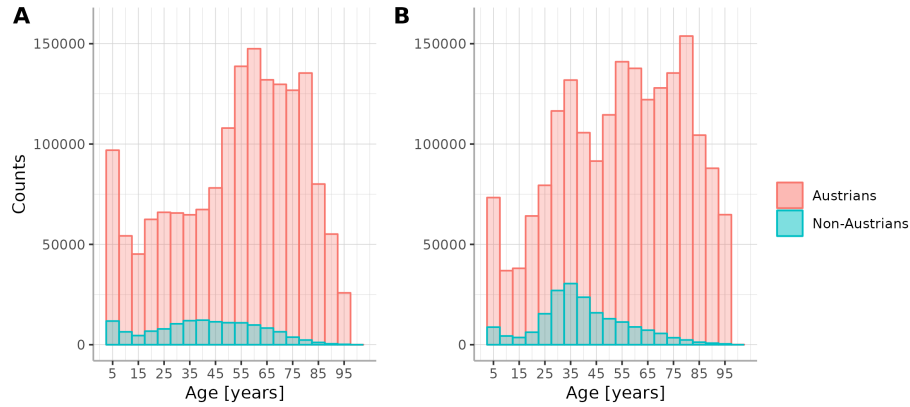 A
B
150000
100000
50000
0
Counts
5 15 25 35 45 55 65 75 85 95
Age [years]
150000
100000
50000
0
5 15 25 35 45 55 65 75 85 95
Age [years]
Austrians
Non-Austrians